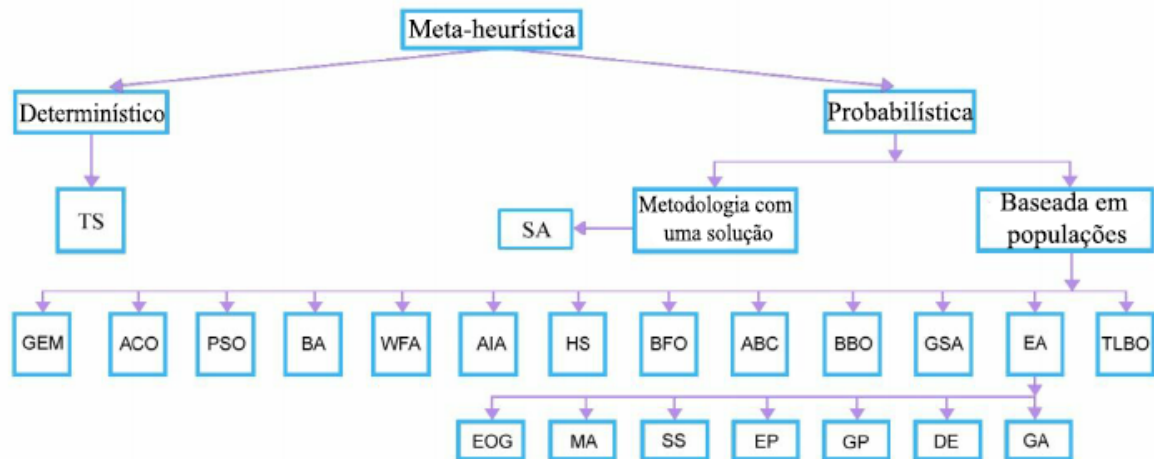 Meta-heurística
Determinístico
Probabilística
TS
SA
Metodologia com
uma solução
Baseada em
populações
GEM
ACO
PSO
BA
WFA
AIA
HS
BFO
ABC
BBO
GSA
EA
TLBO
EOG
MA
SS
EP
GP
DE
GA